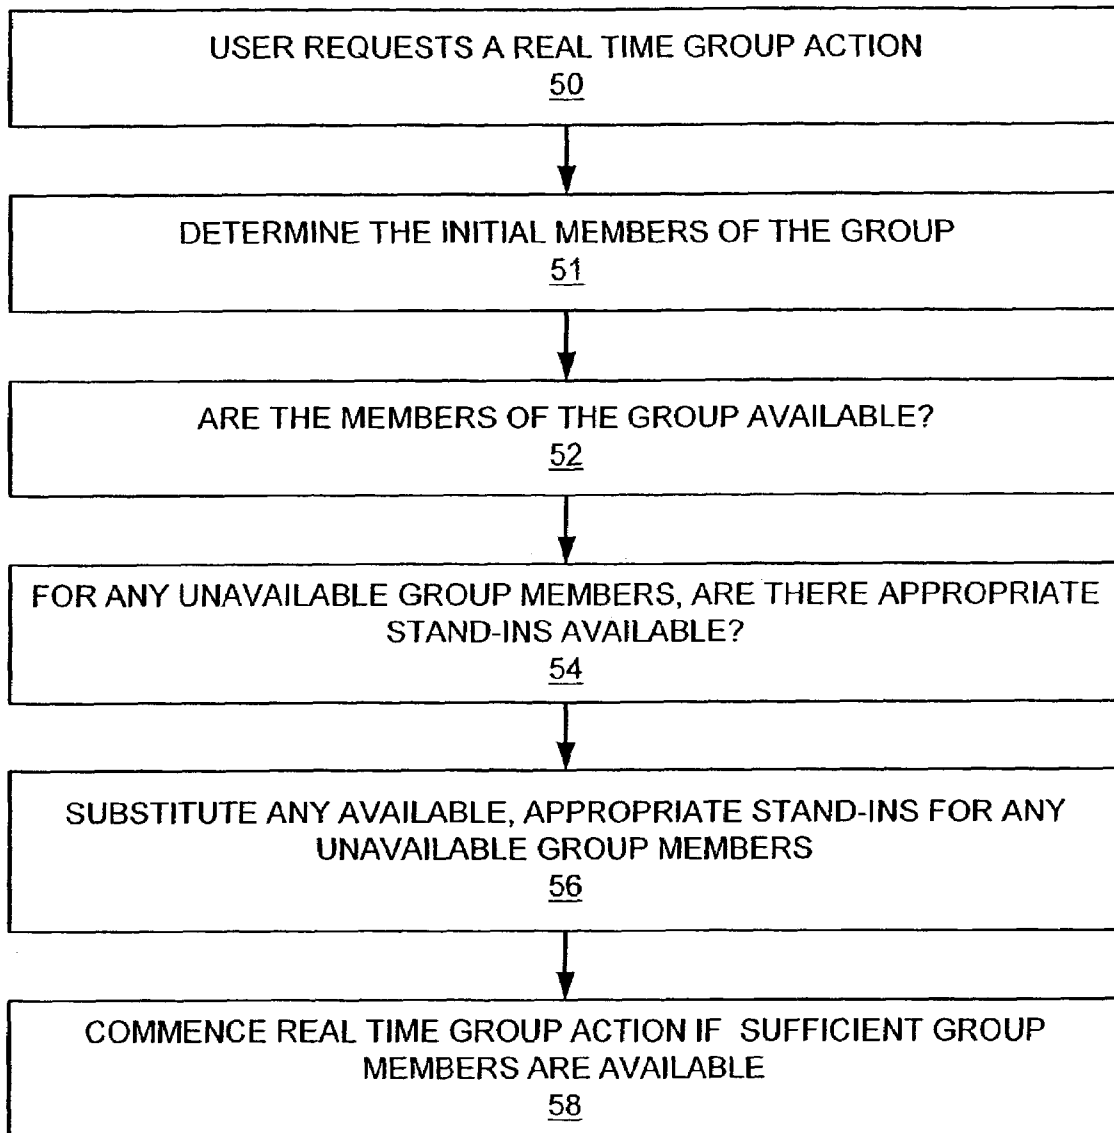 USER REQUESTS A REAL TIME GROUP ACTION
50
DETERMINE THE INITIAL MEMBERS OF THE GROUP
51
ARE THE MEMBERS OF THE GROUP AVAILABLE?
52
FOR ANY UNAVAILABLE GROUP MEMBERS, ARE THERE APPROPRIATE
STAND-INS AVAILABLE?
54
SUBSTITUTE ANY AVAILABLE, APPROPRIATE STAND-INS FOR ANY
UNAVAILABLE GROUP MEMBERS
56
COMMENCE REAL TIME GROUP ACTION IF SUFFICIENT GROUP
MEMBERS ARE AVAILABLE
58